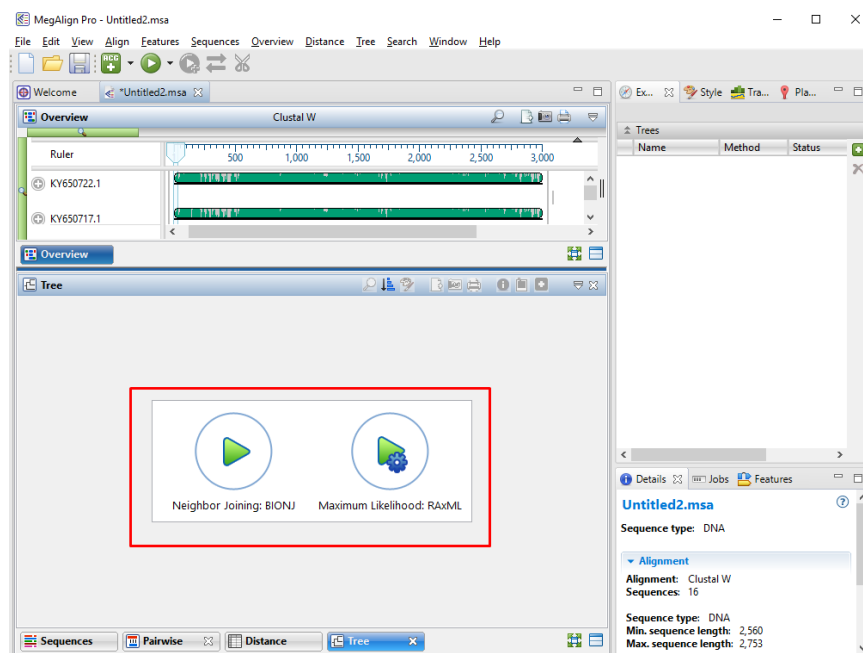 MegAlign Pro - Untitled2.msa
File Edit View Align Features Sequences Overview Distance Tree Search Window Help
ACG
Welcome *Untitled2.msa
Overview Clustal W
Ruler 500 1,000 1,500 2,000 2,500 3,000
KY650722.1
KY650717.1
Overview
Tree
Neighbor Joining: BIONJ Maximum Likelihood: RAxML
Sequences Pairwise Distance Tree
Ex... Style Tra... Pla...
Trees
Name Method Status
Details Jobs Features
Untitled2.msa
Sequence type: DNA
Alignment
Alignment: Clustal W
Sequences: 16
Sequence type: DNA
Min. sequence length: 2,560
Max. sequence length: 2,753